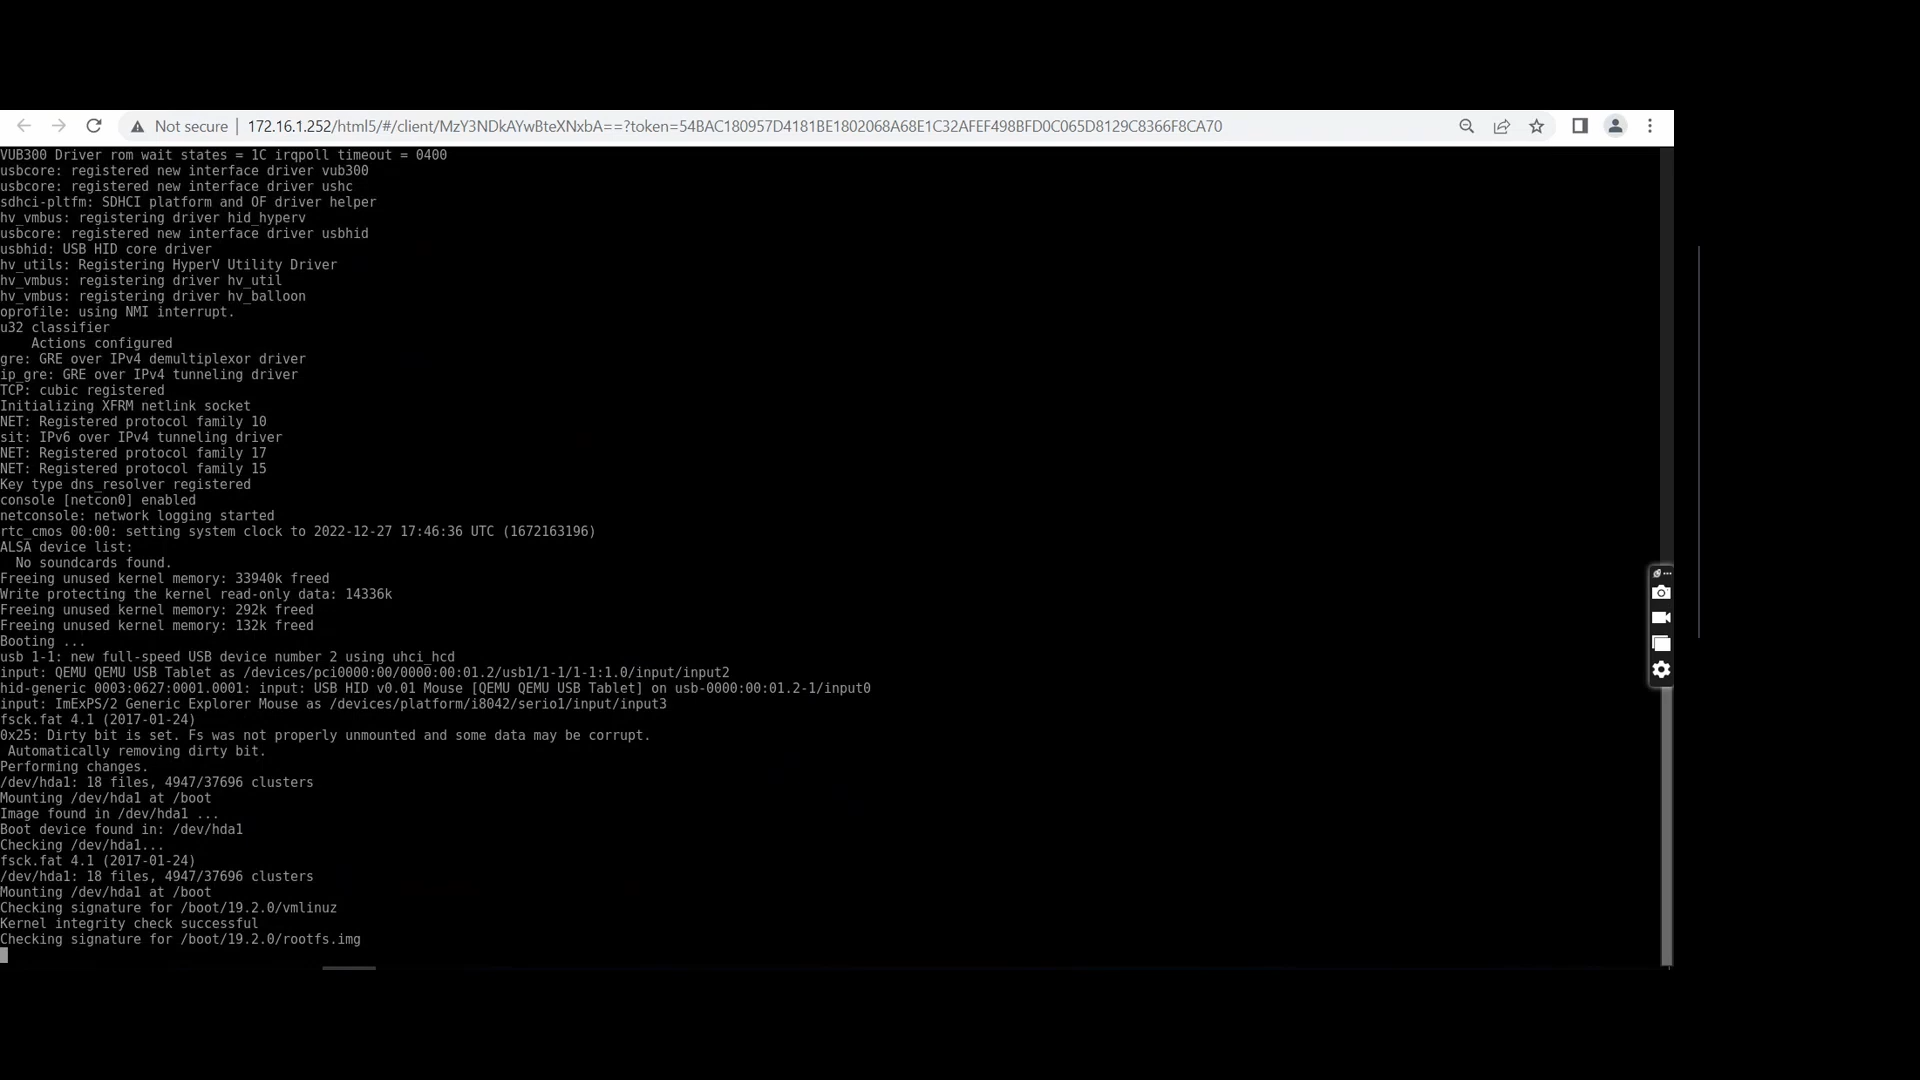 Not secure | 172.16.1.252/html5/#/client/MzY3NDkAYwBteXNxbA==?token=54BAC180957D4181BE1802068A68E1C32AFEF498BFD0C065D8129C8366F8CA70
VUB300 Driver rom wait states = 1C irqpoll timeout = 0400
usbcore: registered new interface driver vub300
usbcore: registered new interface driver ushc
sdhci-pltfm: SDHCI platform and OF driver helper
hv_vmbus: registering driver hid_hyperv
usbcore: registered new interface driver usbhid
usbhid: USB HID core driver
hv_utils: Registering HyperV Utility Driver
hv_vmbus: registering driver hv_util
hv_vmbus: registering driver hv_balloon
oprofile: using NMI interrupt.
u32 classifier
    Actions configured
gre: GRE over IPv4 demultiplexor driver
ip_gre: GRE over IPv4 tunneling driver
TCP: cubic registered
Initializing XFRM netlink socket
NET: Registered protocol family 10
sit: IPv6 over IPv4 tunneling driver
NET: Registered protocol family 17
NET: Registered protocol family 15
Key type dns_resolver registered
console [netcon0] enabled
netconsole: network logging started
rtc_cmos 00:00: setting system clock to 2022-12-27 17:46:36 UTC (1672163196)
ALSA device list:
  No soundcards found.
Freeing unused kernel memory: 33940k freed
Write protecting the kernel read-only data: 14336k
Freeing unused kernel memory: 292k freed
Freeing unused kernel memory: 132k freed
Booting ...
usb 1-1: new full-speed USB device number 2 using uhci_hcd
input: QEMU QEMU USB Tablet as /devices/pci0000:00/0000:00:01.2/usb1/1-1/1-1:1.0/input/input2
hid-generic 0003:0627:0001.0001: input: USB HID v0.01 Mouse [QEMU QEMU USB Tablet] on usb-0000:00:01.2-1/input0
input: ImExPS/2 Generic Explorer Mouse as /devices/platform/i8042/serio1/input/input3
fsck.fat 4.1 (2017-01-24)
0x25: Dirty bit is set. Fs was not properly unmounted and some data may be corrupt.
 Automatically removing dirty bit.
Performing changes.
/dev/hda1: 18 files, 4947/37696 clusters
Mounting /dev/hda1 at /boot
Image found in /dev/hda1 ...
Boot device found in: /dev/hda1
Checking /dev/hda1...
fsck.fat 4.1 (2017-01-24)
/dev/hda1: 18 files, 4947/37696 clusters
Mounting /dev/hda1 at /boot
Checking signature for /boot/19.2.0/vmlinuz
Kernel integrity check successful
Checking signature for /boot/19.2.0/rootfs.img